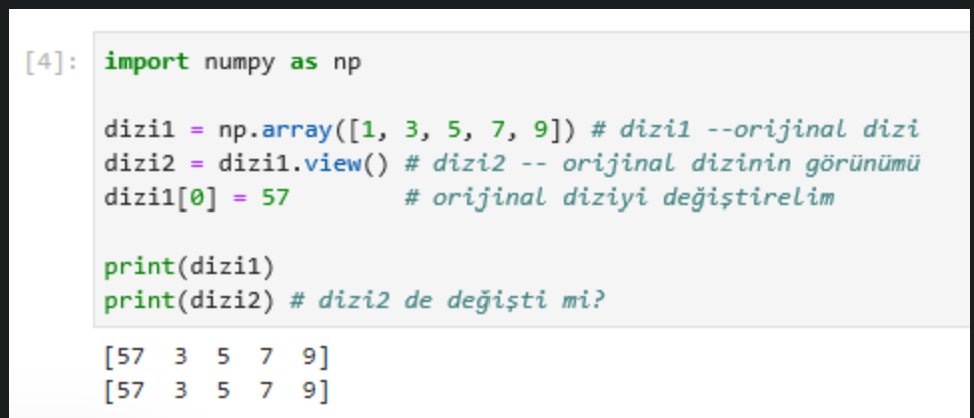 [4]: import numpy as np
dizi1 = np.array([1, 3, 5, 7, 9]) # dizi1 --orijinal dizi
dizi2 = dizi1.view() # dizi2 -- orijinal dizinin görünümü
dizi1[0] = 57        # orijinal diziyi değiştirelim
print(dizi1)
print(dizi2) # dizi2 de değişti mi?
[57  3  5  7  9]
[57  3  5  7  9]